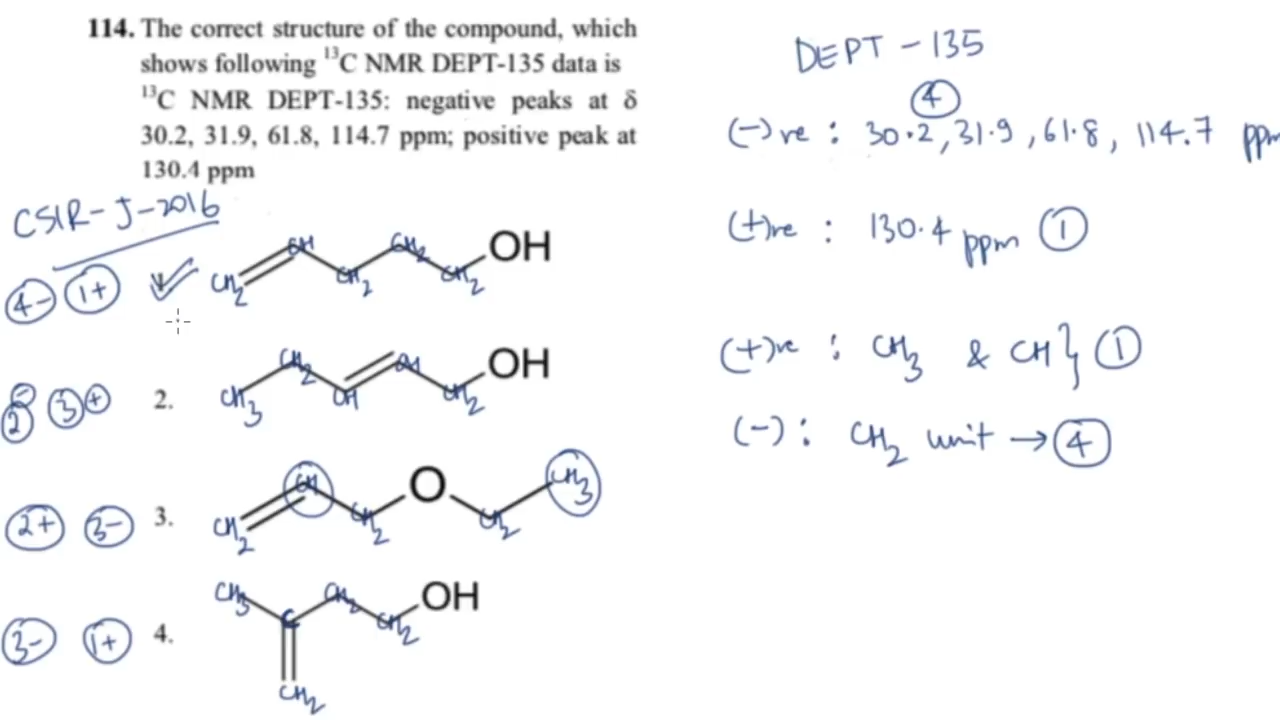 114. The correct structure of the compound, which
shows following ¹³C NMR DEPT-135 data is
¹³C NMR DEPT-135: negative peaks at δ
30.2, 31.9, 61.8, 114.7 ppm; positive peak at
130.4 ppm
CSIR-J-2016
4- 1+ CH₂ CH CH₂ CH₂ CH₂ OH
2- 3+ 2. CH₃ CH₂ CH CH CH₂ OH
2+ 3- 3. CH₂ CH CH₂ O CH₂ CH₃
3- 1+ 4. CH₃ C CH₂ CH₂ OH
CH₂
DEPT-135
4
(-)ve : 30.2, 31.9, 61.8, 114.7 ppm
(+)ve : 130.4 ppm 1
(+)ve : CH₃ & CH} 1
(-) : CH₂ unit → 4